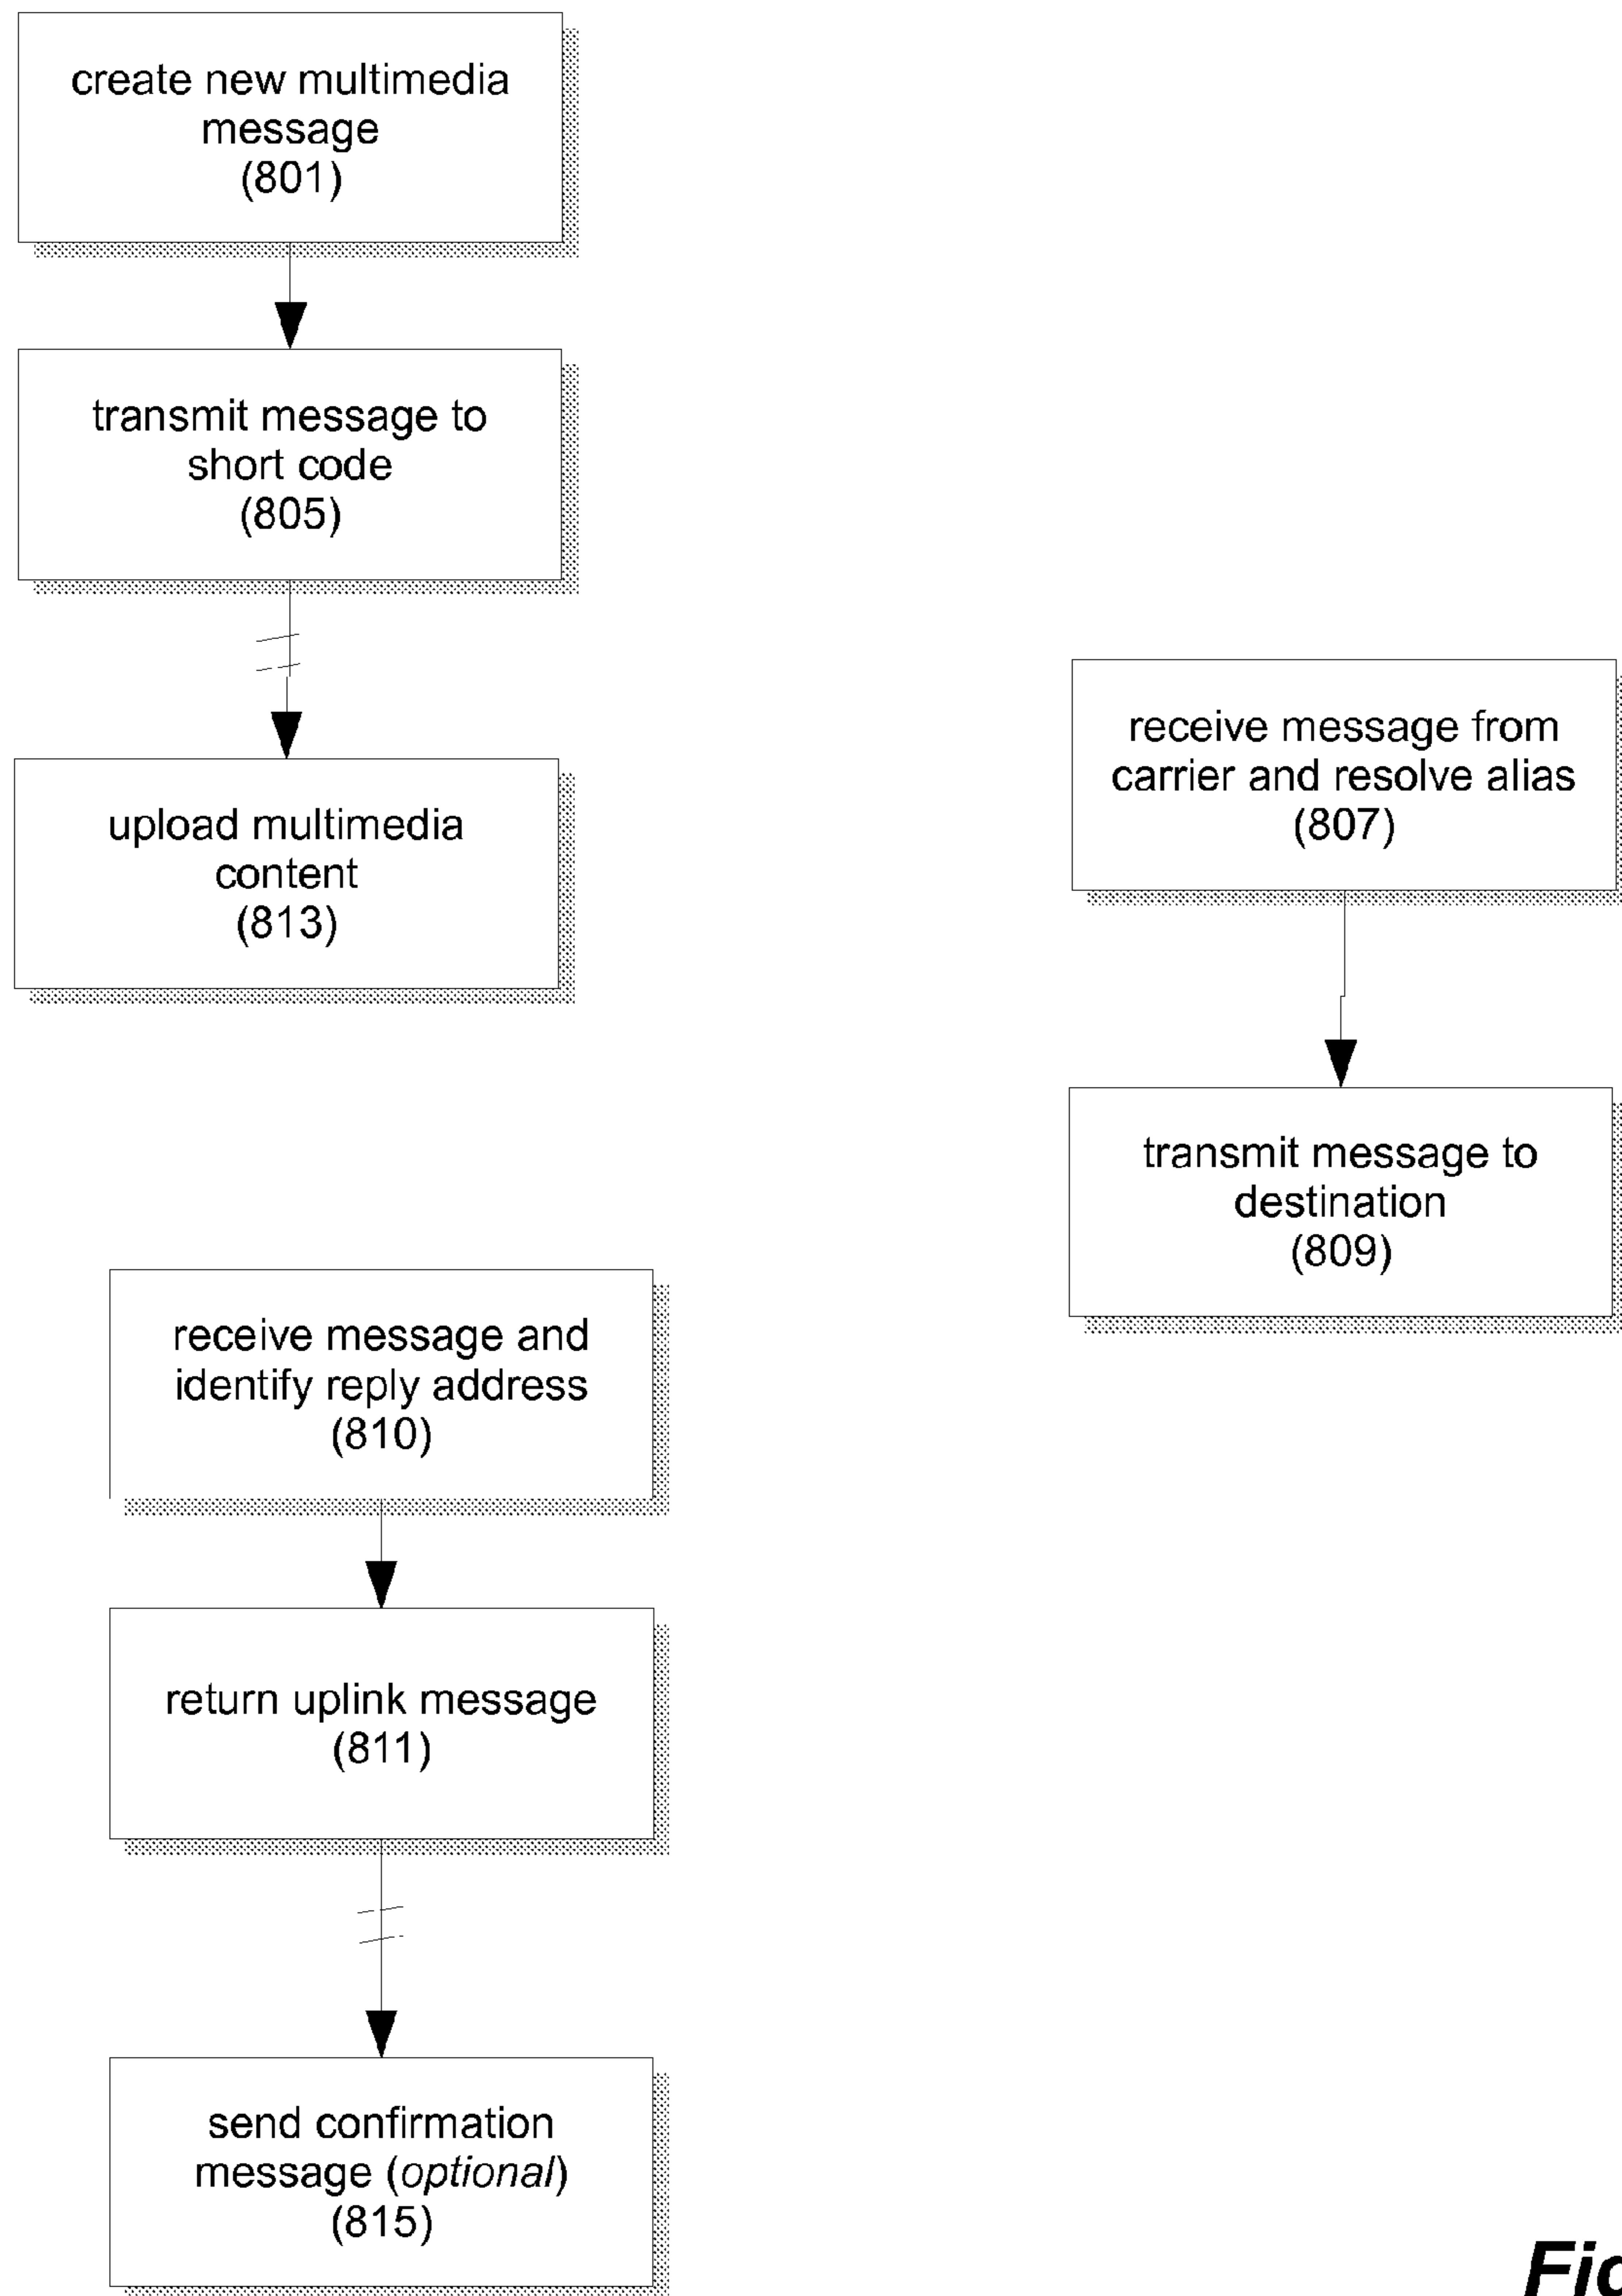 create new multimedia
message
(801)
transmit message to
short code
(805)
upload multimedia
content
(813)
receive message from
carrier and resolve alias
(807)
transmit message to
destination
(809)
receive message and
identify reply address
(810)
return uplink message
(811)
send confirmation
message (optional)
(815)